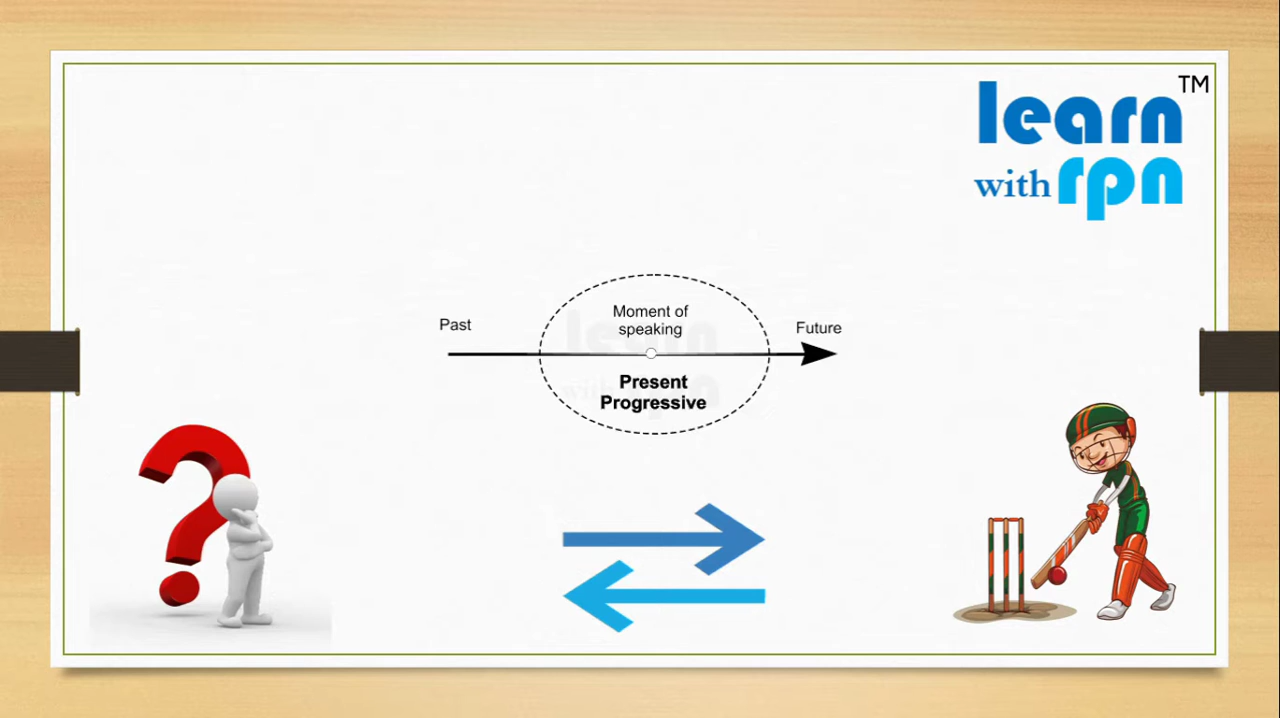 TM
learn
with rpn
Past
Moment of
speaking
Future
Present
Progressive